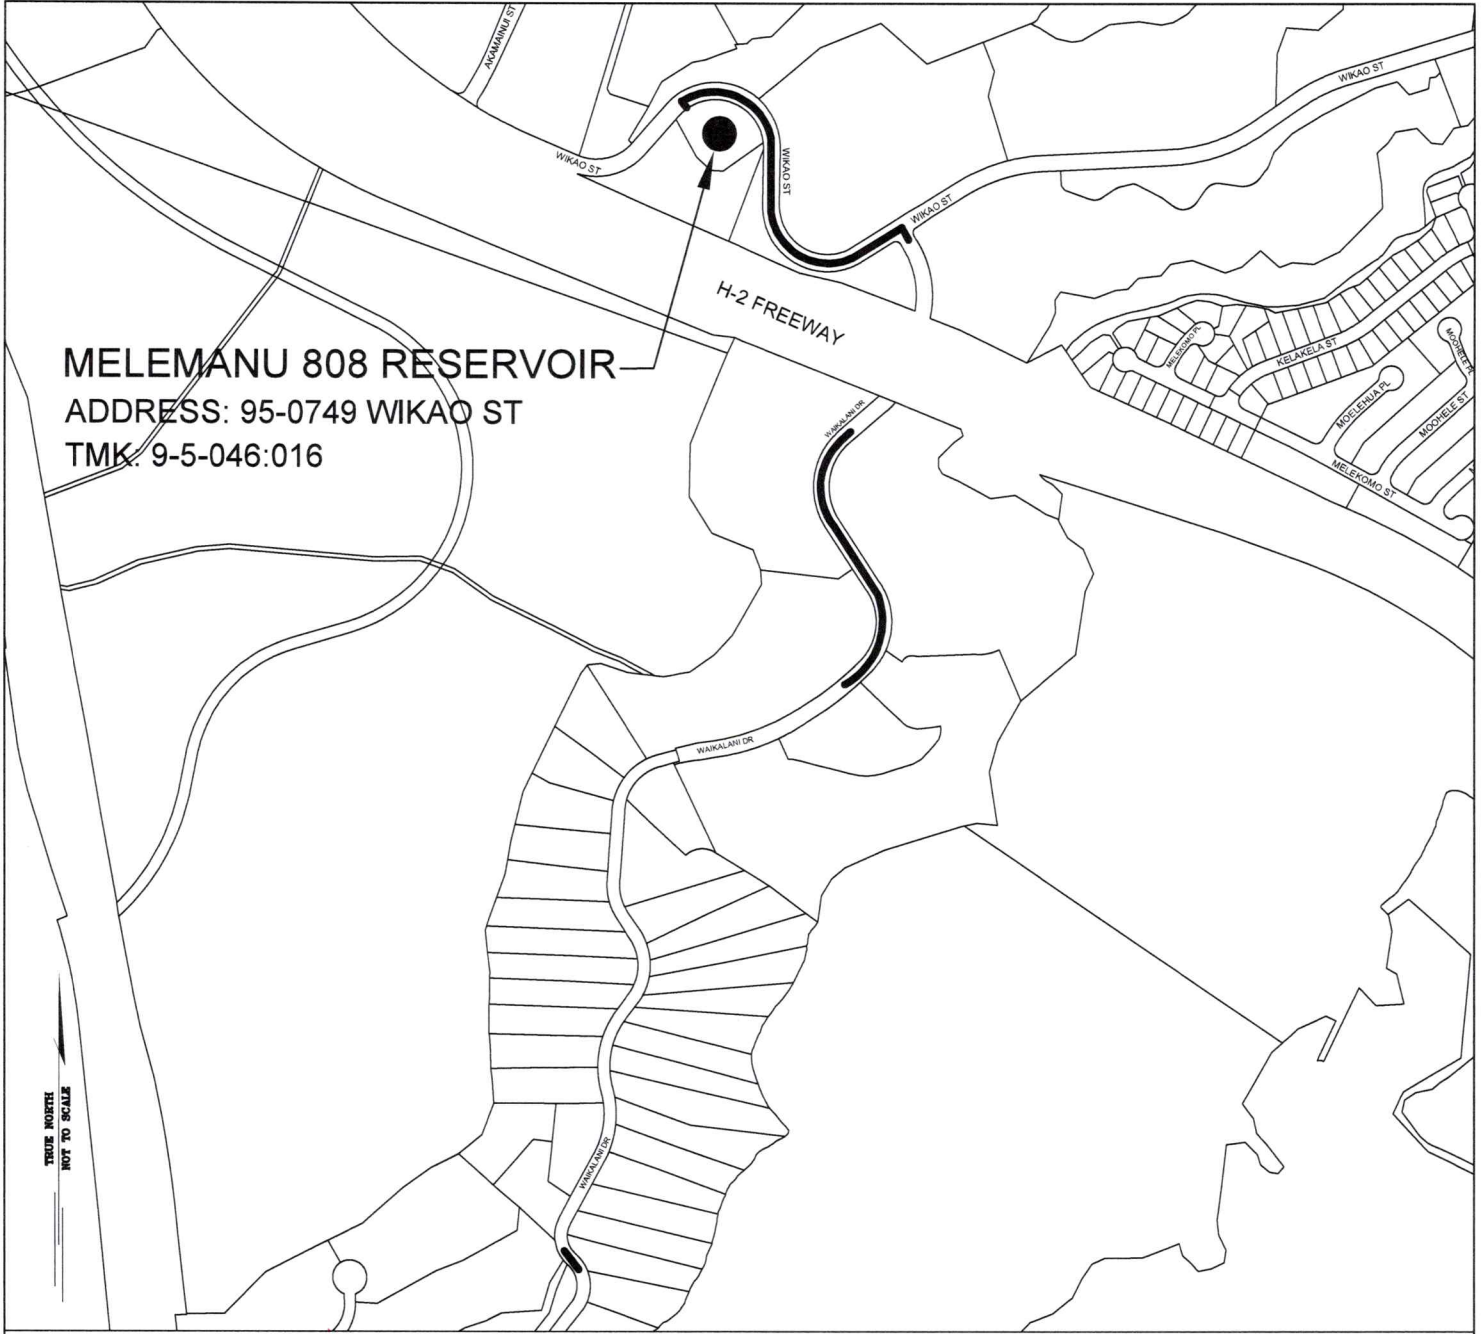 AKAMAINUI ST
WIKAO ST
WIKAO ST
WIKAO ST
WIKAO ST
H-2 FREEWAY
MELEMANU 808 RESERVOIR
ADDRESS: 95-0749 WIKAO ST
TMK: 9-5-046:016
MELEKOMO PL
KELAKELA ST
MOOHELE PL
MOELEHUA PL
MOOHELE ST
MELEKOMO ST
WAIKALANI DR
WAIKALANI DR
WAIKALANI DR
TRUE NORTH
NOT TO SCALE